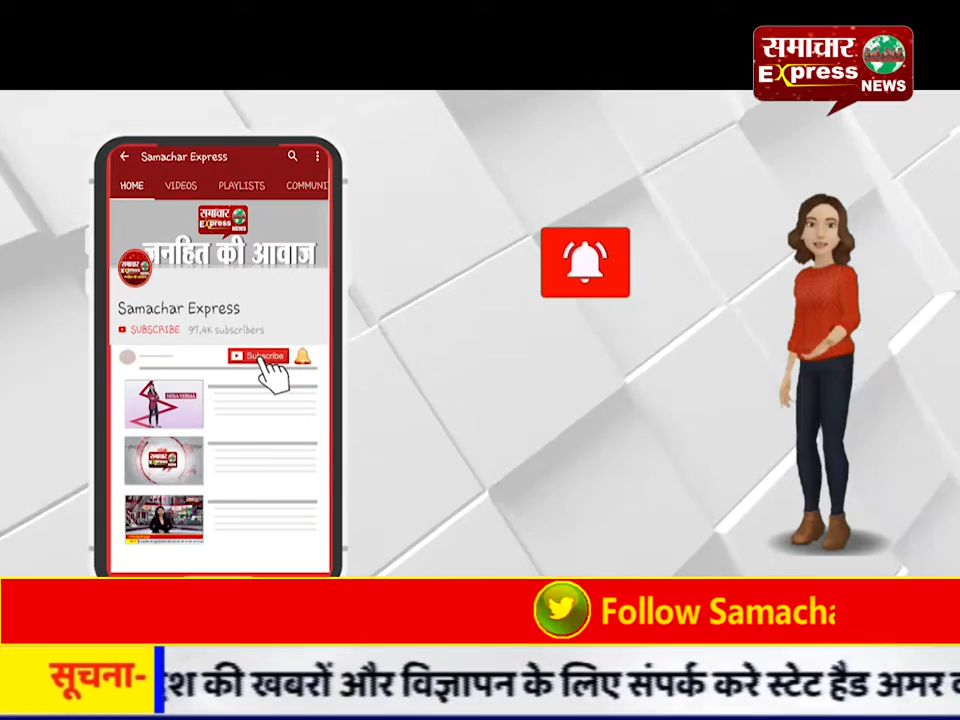 समाचार
Express
NEWS
Samachar Express
HOME VIDEOS PLAYLISTS COMMUNI
समाचार
Express
NEWS
जनहित की आवाज
Samachar Express
SUBSCRIBE 97.4K subscribers
Subscribe
Follow Samacha
सूचना- की खबरों और विज्ञापन के लिए संपर्क करे स्टेट हैड अमर